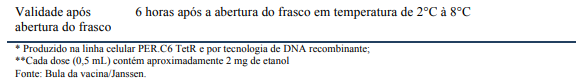 Validade após 6 horas após a abertura do frasco em temperatura de 2°C à 8°C
abertura do frasco
* Produzido na linha celular PER.C6 TetR e por tecnologia de DNA recombinante;
**Cada dose (0,5 mL) contém aproximadamente 2 mg de etanol
Fonte: Bula da vacina/Janssen.